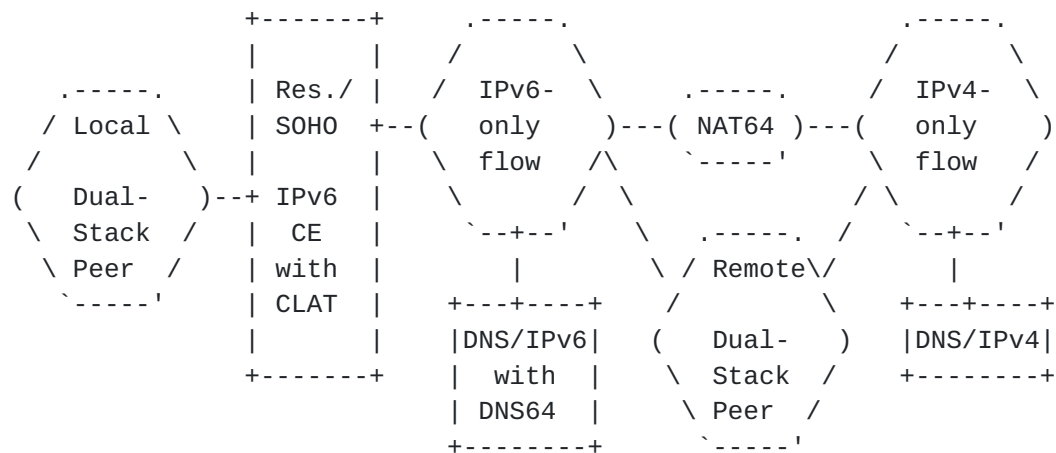 Res./
SOHO
IPv6
CE
with
CLAT
Local
Dual-
Stack
Peer
IPv6-
only
flow
NAT64
IPv4-
only
flow
DNS/IPv6
with
DNS64
Remote
Dual-
Stack
Peer
DNS/IPv4